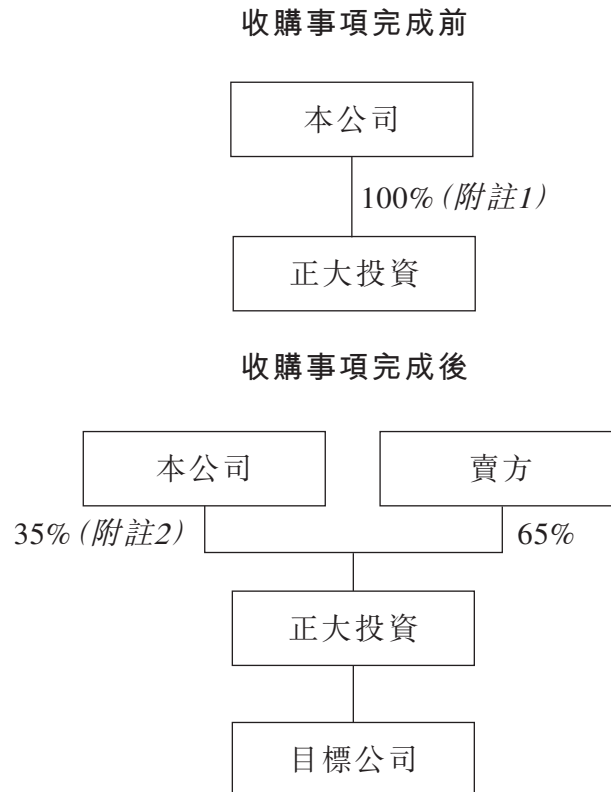 收購事項完成前
本公司
100% (附註1)
正大投資
收購事項完成後
本公司
賣方
35% (附註2)
65%
正大投資
目標公司